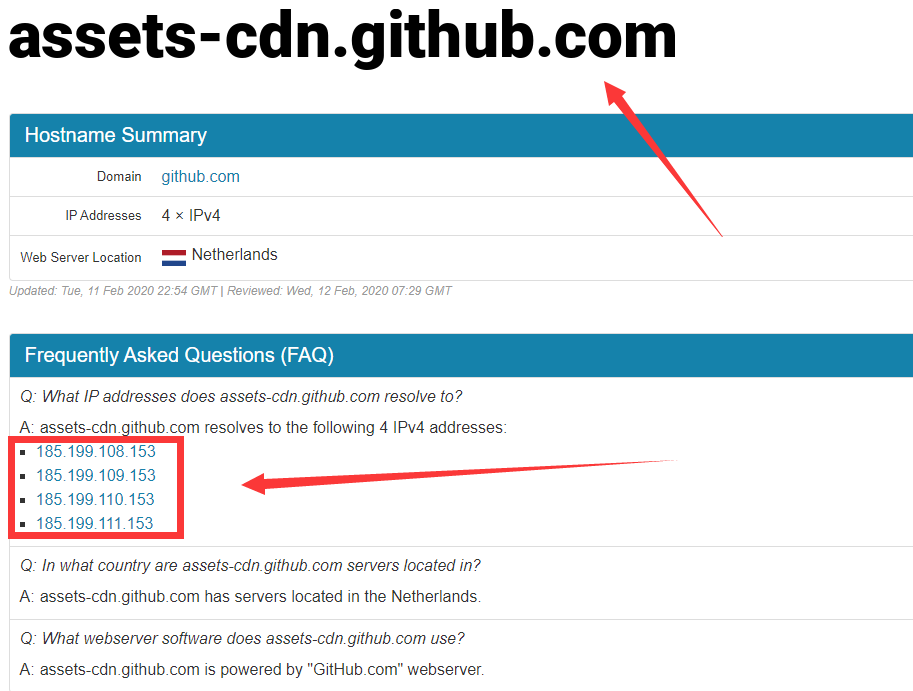 assets-cdn.github.com
Hostname Summary
Domain github.com
IP Addresses 4 × IPv4
Web Server Location Netherlands
Updated: Tue, 11 Feb 2020 22:54 GMT | Reviewed: Wed, 12 Feb, 2020 07:29 GMT
Frequently Asked Questions (FAQ)
Q: What IP addresses does assets-cdn.github.com resolve to?
A: assets-cdn.github.com resolves to the following 4 IPv4 addresses:
185.199.108.153
185.199.109.153
185.199.110.153
185.199.111.153
Q: In what country are assets-cdn.github.com servers located in?
A: assets-cdn.github.com has servers located in the Netherlands.
Q: What webserver software does assets-cdn.github.com use?
A: assets-cdn.github.com is powered by "GitHub.com" webserver.